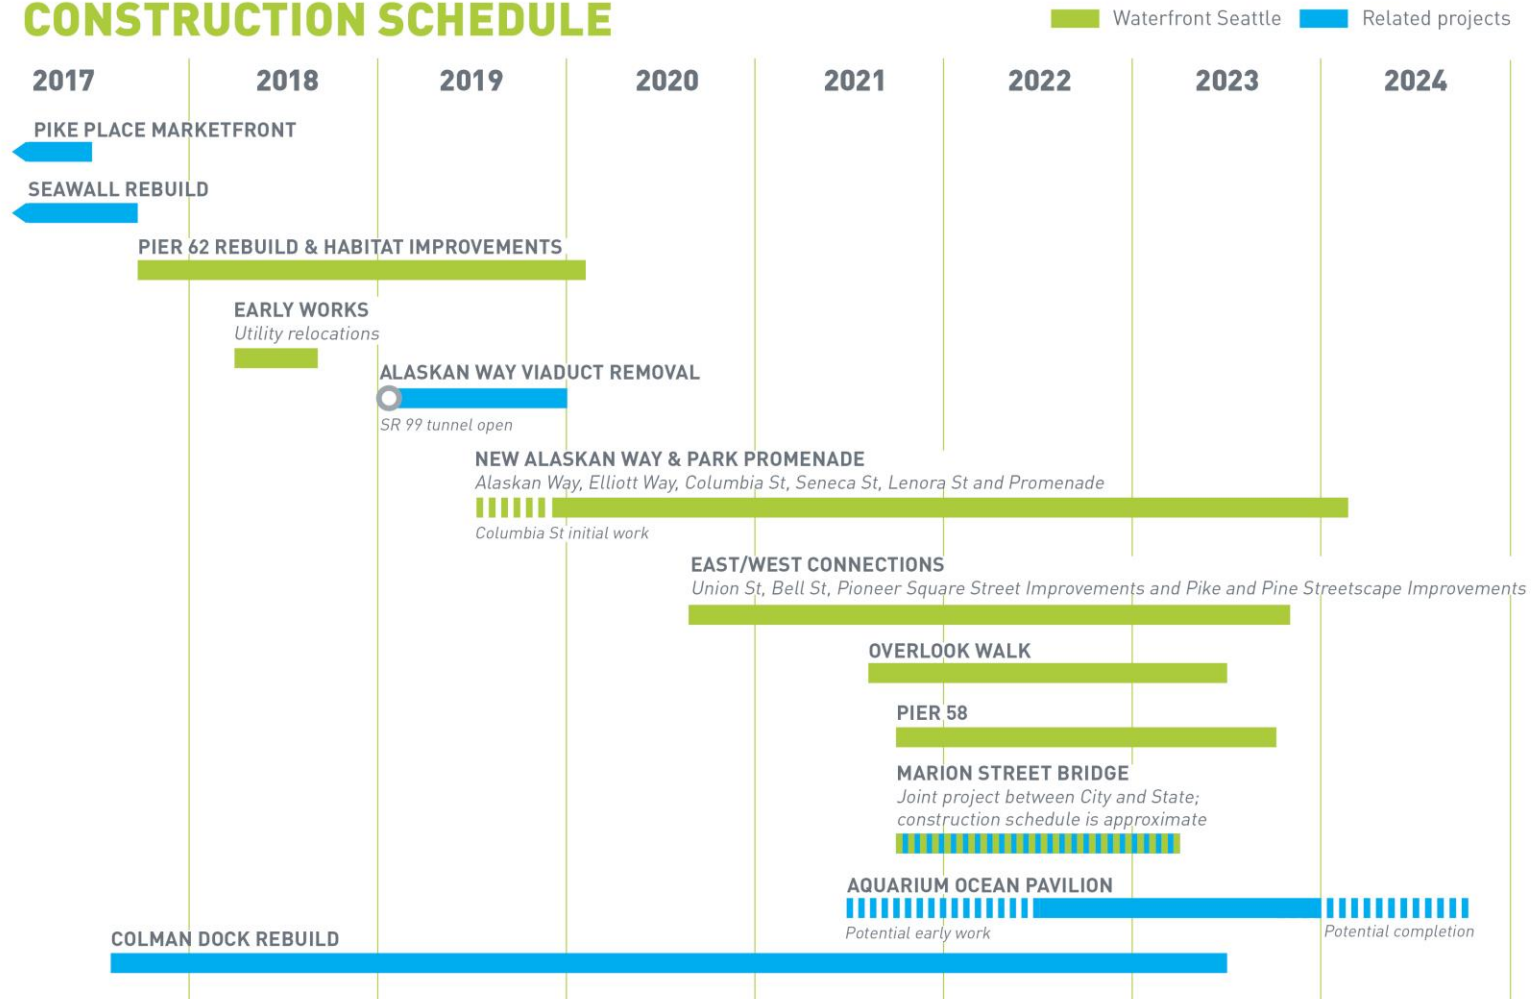 CONSTRUCTION SCHEDULE
Waterfront Seattle
Related projects
2017
2018
2019
2020
2021
2022
2023
2024
PIKE PLACE MARKETFRONT
SEAWALL REBUILD
PIER 62 REBUILD & HABITAT IMPROVEMENTS
EARLY WORKS
Utility relocations
ALASKAN WAY VIADUCT REMOVAL
SR 99 tunnel open
NEW ALASKAN WAY & PARK PROMENADE
Alaskan Way, Elliott Way, Columbia St, Seneca St, Lenora St and Promenade
Columbia St initial work
EAST/WEST CONNECTIONS
Union St, Bell St, Pioneer Square Street Improvements and Pike and Pine Streetscape Improvements
OVERLOOK WALK
PIER 58
MARION STREET BRIDGE
Joint project between City and State;
construction schedule is approximate
AQUARIUM OCEAN PAVILION
Potential early work
Potential completion
COLMAN DOCK REBUILD